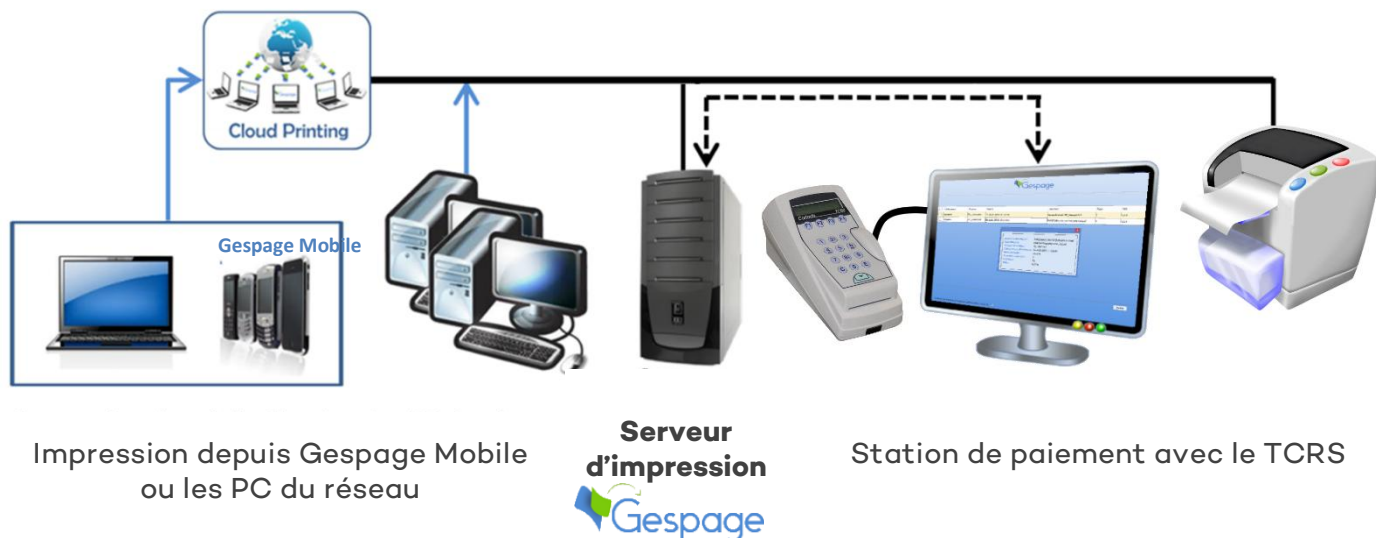 Cloud Printing
Gespage Mobile
Gespage
Impression depuis Gespage Mobile
ou les PC du réseau
Serveur
d'impression
Gespage
Station de paiement avec le TCRS